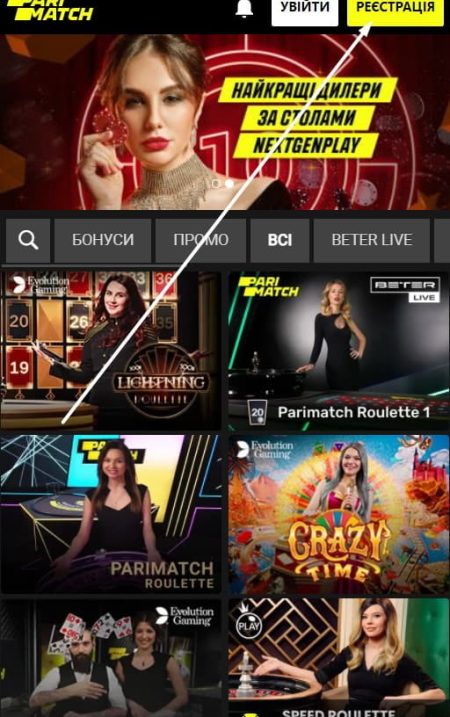 PARI
MATCH
УВІЙТИ
РЕЄСТРАЦІЯ
НАЙКРАЩІ ДИЛЕРИ
ЗА СТОЛАМИ
NEXTGENPLAY
БОНУСИ
ПРОМО
ВСІ
BETER LIVE
Evolution
Gaming
20
26
35
19
LIGHTNING
ROULETTE
PARI
MATCH
BETER
LIVE
20
Parimatch Roulette 1
PARI
MATCH
PARIMATCH
ROULETTE
Evolution
Gaming
CRAZY
TIME
Evolution
Gaming
PLAY
SPEED ROULETTE